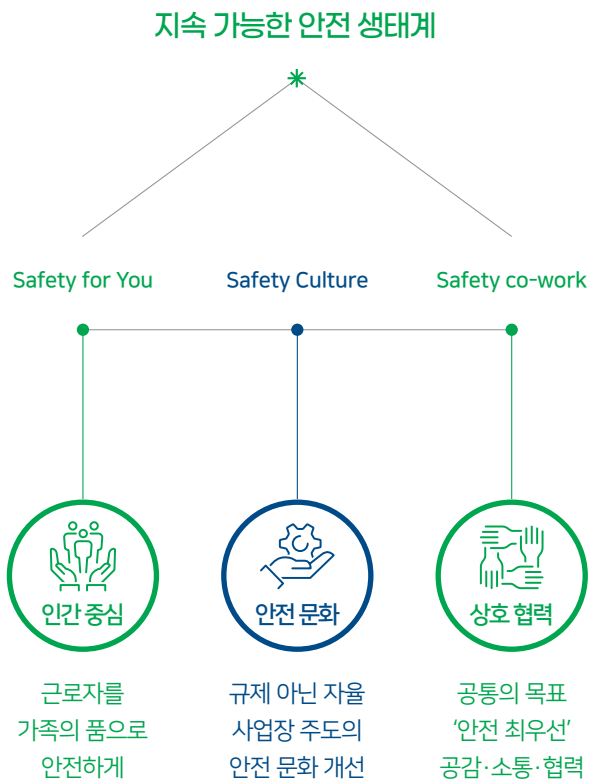 지속 가능한 안전 생태계
Safety for You
Safety Culture
Safety co-work
인간 중심
안전 문화
상호 협력
근로자를
가족의 품으로
안전하게
규제 아닌 자율
사업장 주도의
안전 문화 개선
공통의 목표
‘안전 최우선’
공감·소통·협력